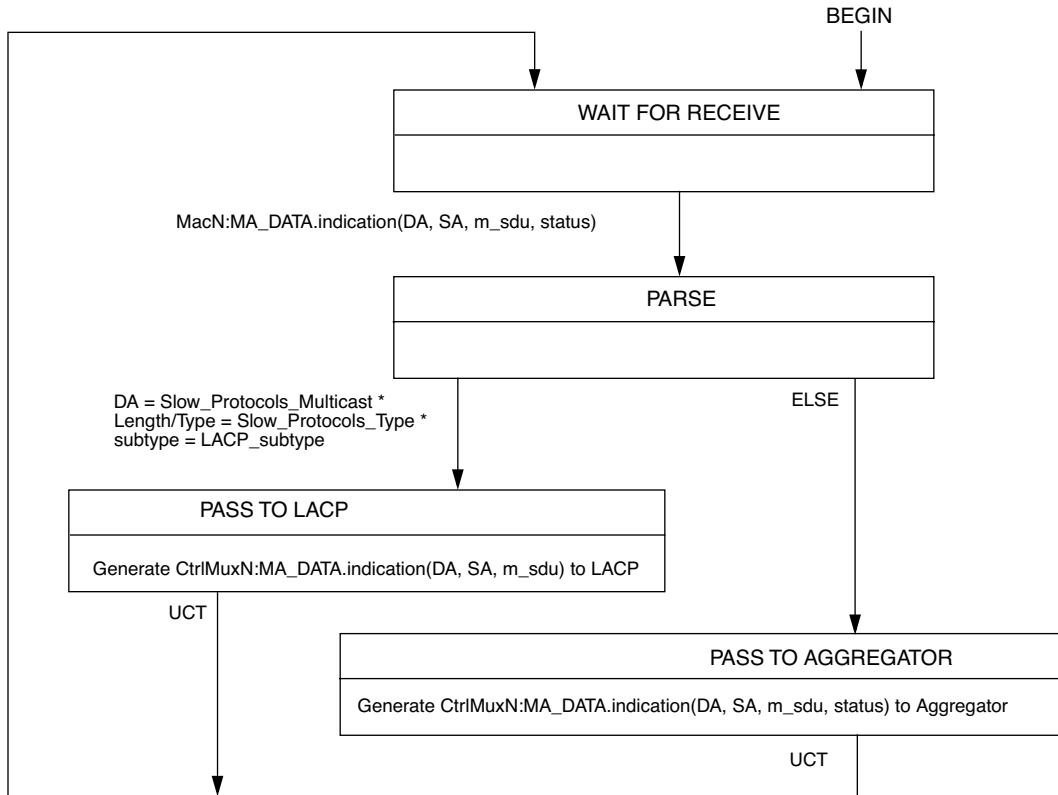 BEGIN
WAIT FOR RECEIVE
MacN:MA_DATA.indication(DA, SA, m_sdu, status)
PARSE
DA = Slow_Protocols_Multicast *
Length/Type = Slow_Protocols_Type *
subtype = LACP_subtype
ELSE
PASS TO LACP
Generate CtrlMuxN:MA_DATA.indication(DA, SA, m_sdu) to LACP
UCT
PASS TO AGGREGATOR
Generate CtrlMuxN:MA_DATA.indication(DA, SA, m_sdu, status) to Aggregator
UCT